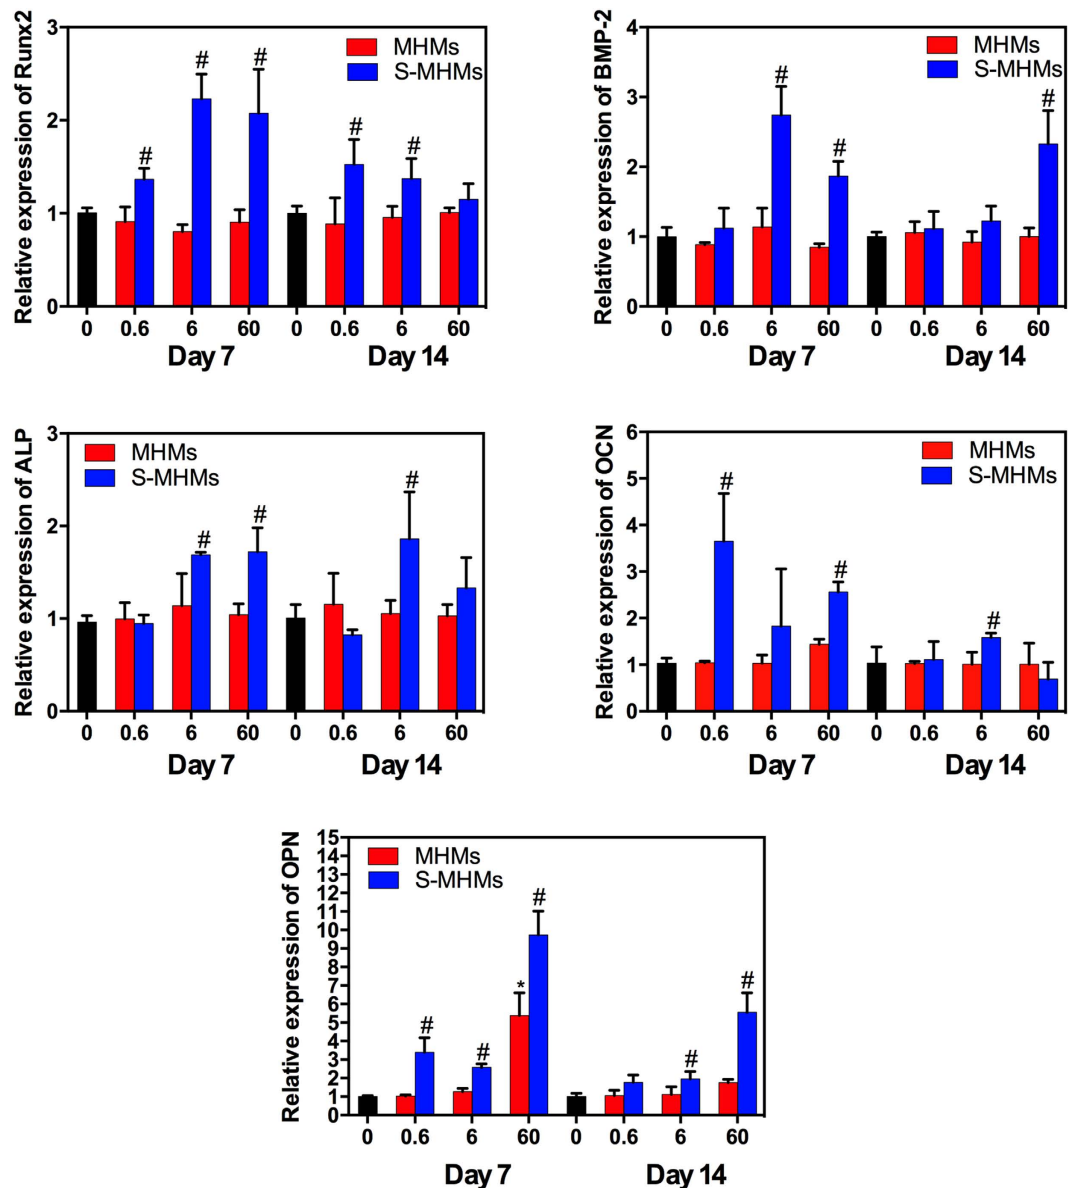 Relative expression of Runx2
3
2
1
0
MHMs
S-MHMs
# # # # #
0 0.6 6 60 0 0.6 6 60
Day 7 Day 14
Relative expression of BMP-2
4
3
2
1
0
MHMs
S-MHMs
# # #
0 0.6 6 60 0 0.6 6 60
Day 7 Day 14
Relative expression of ALP
3
2
1
0
MHMs
S-MHMs
# # #
0 0.6 6 60 0 0.6 6 60
Day 7 Day 14
Relative expression of OCN
6
5
4
3
2
1
0
MHMs
S-MHMs
# # #
0 0.6 6 60 0 0.6 6 60
Day 7 Day 14
Relative expression of OPN
15
14
13
12
11
10
9
8
7
6
5
4
3
2
1
0
MHMs
S-MHMs
# # * # # #
0 0.6 6 60 0 0.6 6 60
Day 7 Day 14